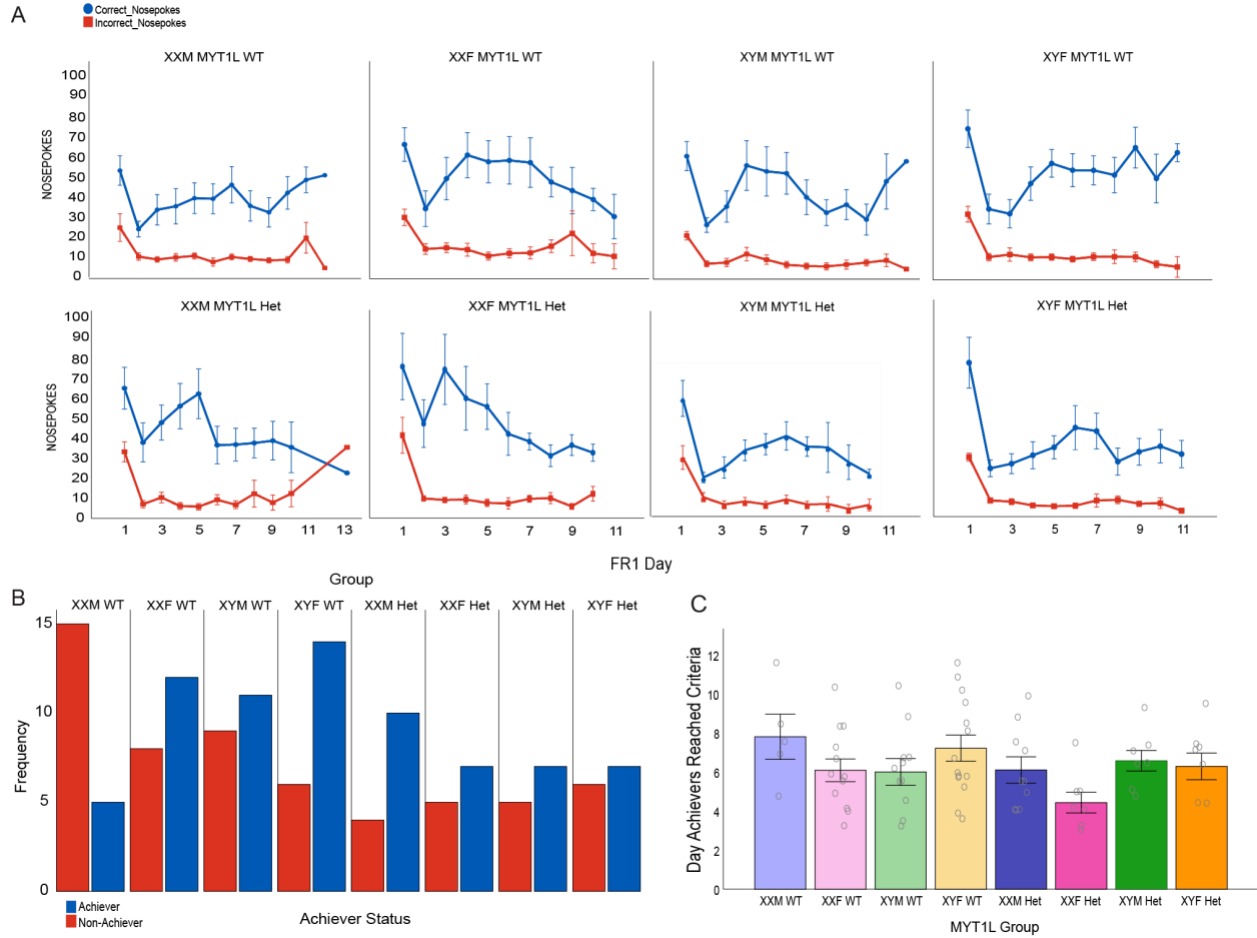 A
Correct_Nosepokes
Incorrect_Nosepokes
XXM MYT1L WT
XXF MYT1L WT
XYM MYT1L WT
XYF MYT1L WT
NOSEPOKES
100
90
80
70
60
50
40
30
20
10
0
XXM MYT1L Het
XXF MYT1L Het
XYM MYT1L Het
XYF MYT1L Het
NOSEPOKES
100
90
80
70
60
50
40
30
20
10
0
1 3 5 7 9 11 13
1 3 5 7 9 11
1 3 5 7 9 11
1 3 5 7 9 11
FR1 Day
B
Group
XXM WT XXF WT XYM WT XYF WT XXM Het XXF Het XYM Het XYF Het
Frequency
15
10
5
0
Achiever
Non-Achiever
Achiever Status
C
Day Achievers Reached Criteria
12
10
8
6
4
2
0
XXM WT XXF WT XYM WT XYF WT XXM Het XXF Het XYM Het XYF Het
MYT1L Group